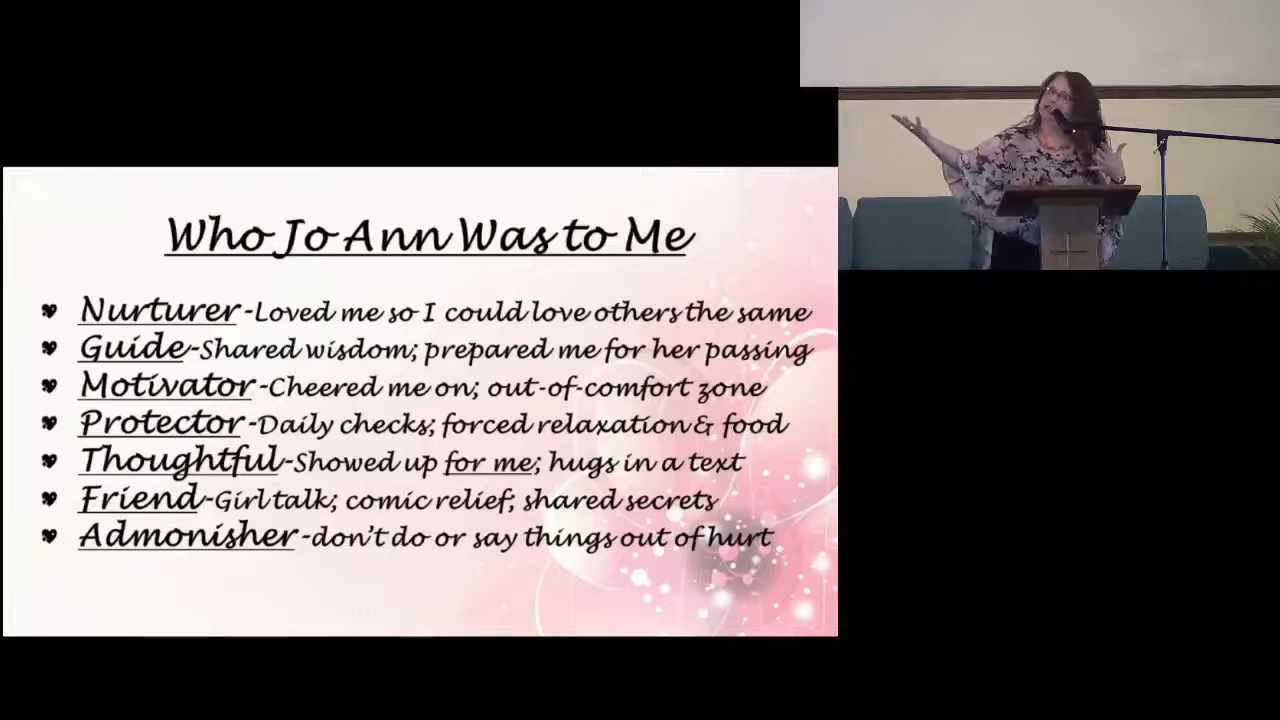 Who Jo Ann Was to Me
Nurturer-Loved me so I could love others the same
Guide-Shared wisdom; prepared me for her passing
Motivator-Cheered me on; out-of-comfort zone
Protector-Daily checks; forced relaxation & food
Thoughtful-Showed up for me; hugs in a text
Friend-Girl talk; comic relief; shared secrets
Admonisher-don't do or say things out of hurt